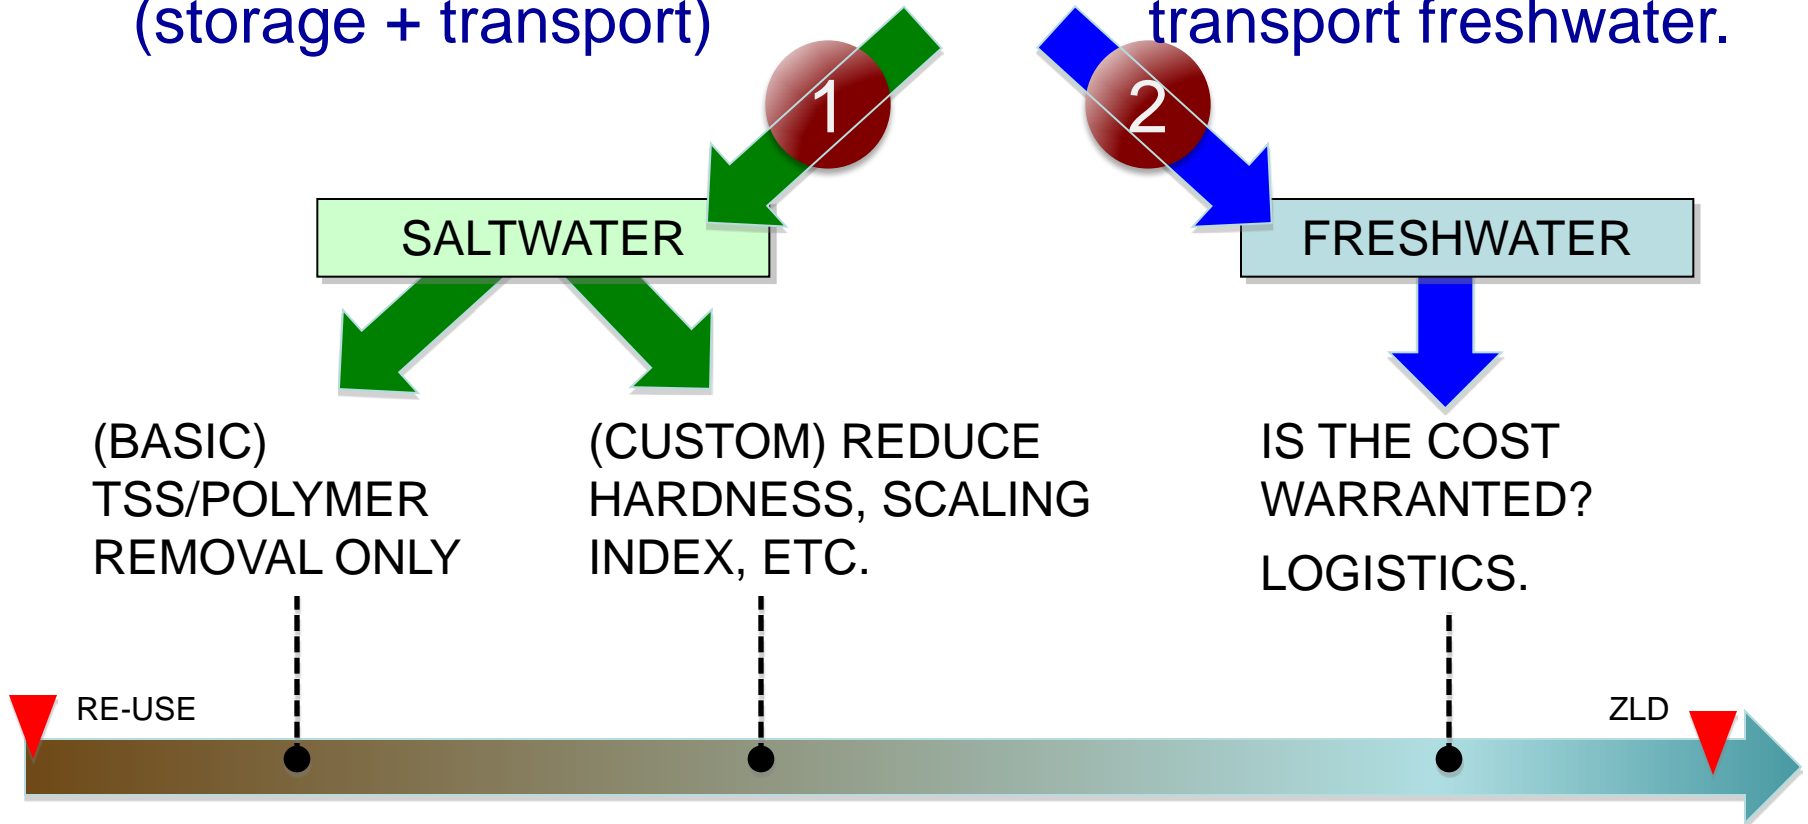 (storage + transport)
transport freshwater.
1
2
SALTWATER
FRESHWATER
(BASIC)
TSS/POLYMER
REMOVAL ONLY
(CUSTOM) REDUCE
HARDNESS, SCALING
INDEX, ETC.
IS THE COST
WARRANTED?
LOGISTICS.
RE-USE
ZLD